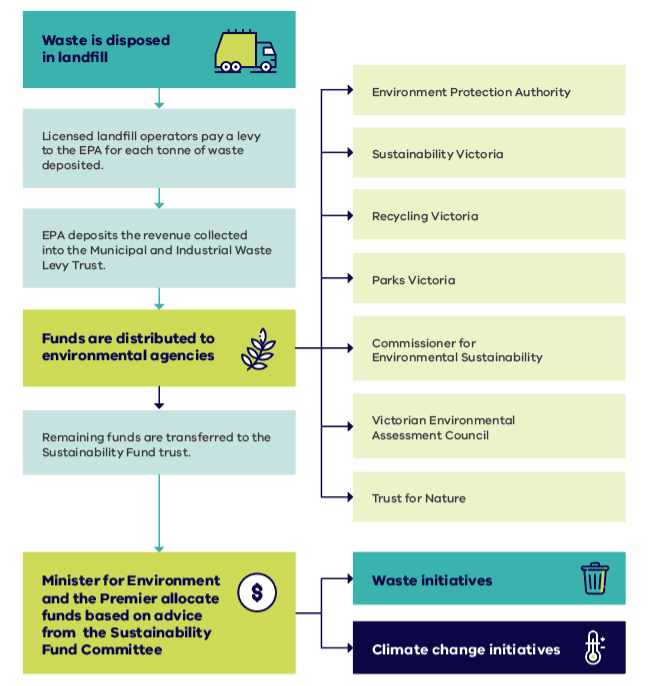 Waste is disposed
in landfill
Licensed landfill operators pay a levy
to the EPA for each tonne of waste
deposited.
EPA deposits the revenue collected
into the Municipal and Industrial Waste
Levy Trust.
Funds are distributed to
environmental agencies
Environment Protection Authority
Sustainability Victoria
Recycling Victoria
Parks Victoria
Commissioner for
Environmental Sustainability
Victorian Environmental
Assessment Council
Trust for Nature
Remaining funds are transferred to the
Sustainability Fund trust.
Minister for Environment
and the Premier allocate
funds based on advice
from the Sustainability
Fund Committee
$
Waste initiatives
Climate change initiatives